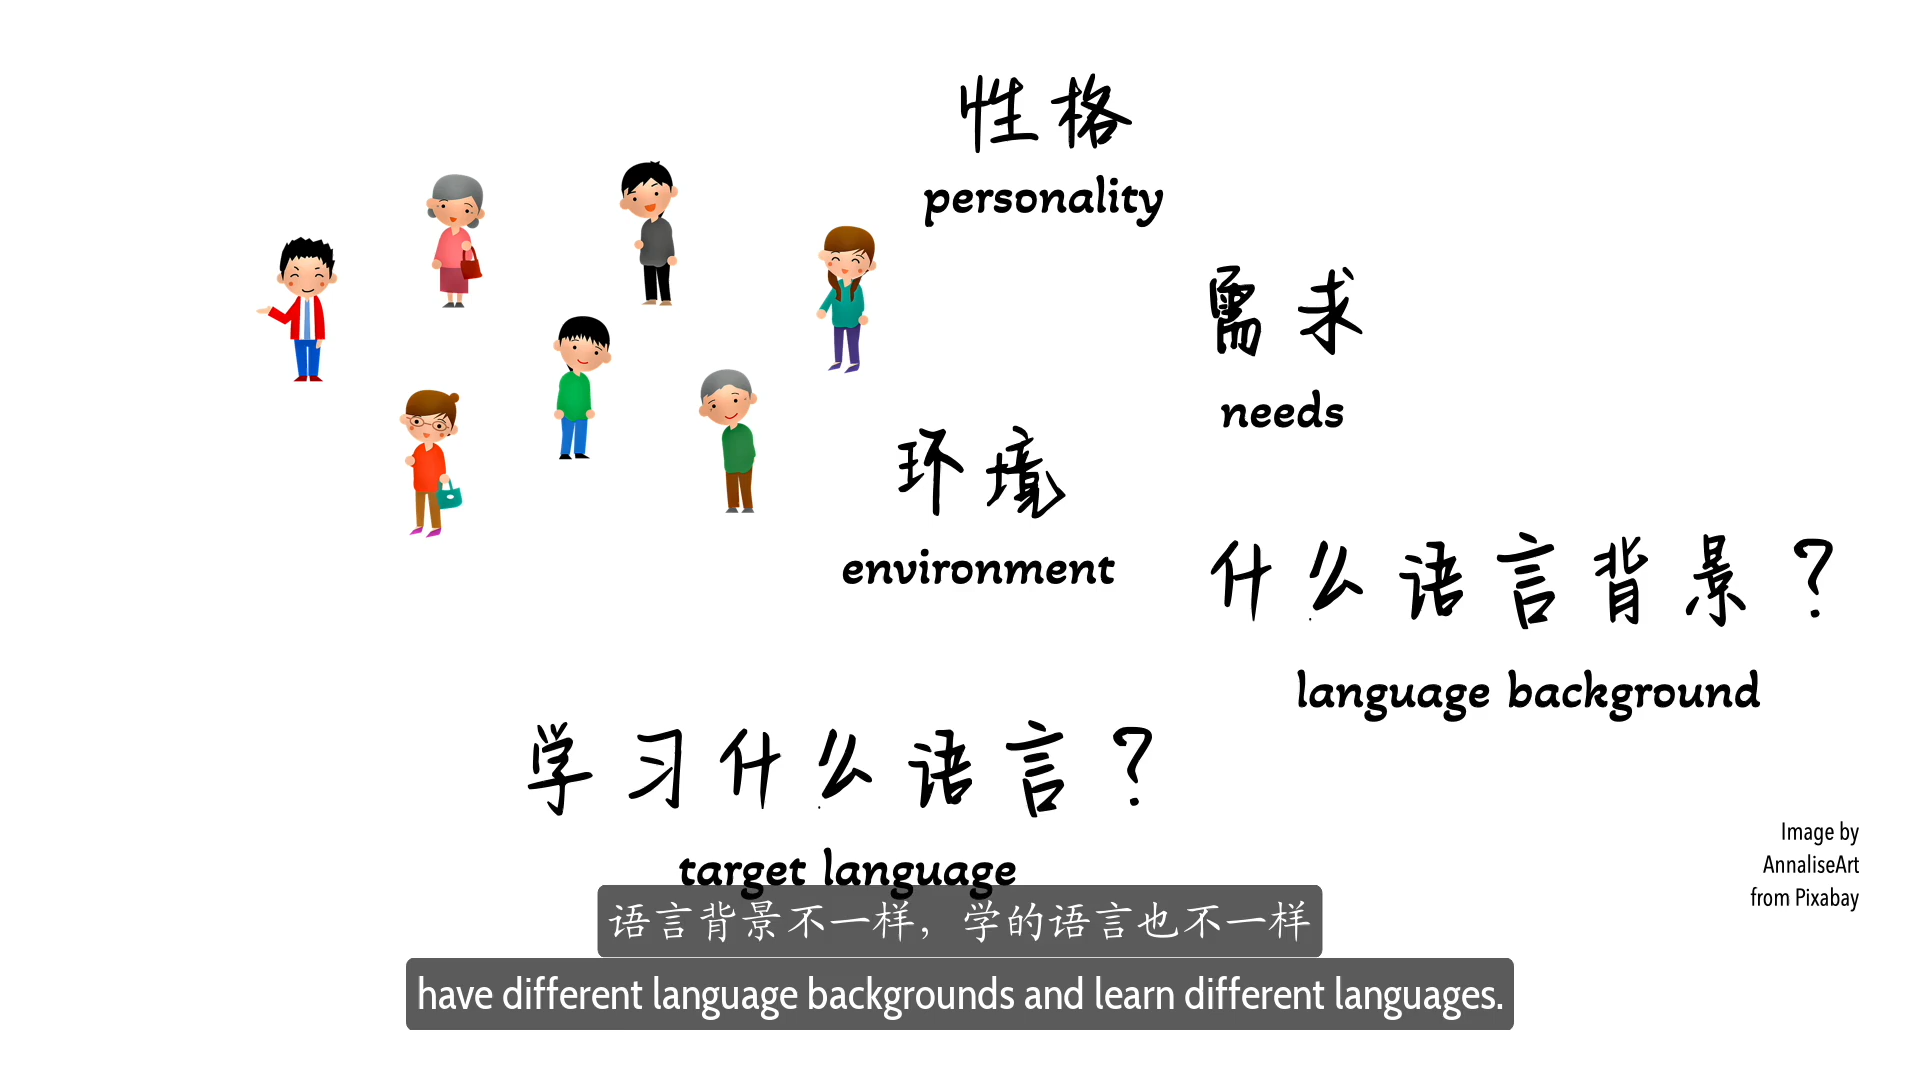 性格
personality
需求
needs
环境
environment
什么语言背景？
language background
学习什么语言？
target language
Image by
AnnaliseArt
from Pixabay
语言背景不一样，学的语言也不一样
have different language backgrounds and learn different languages.